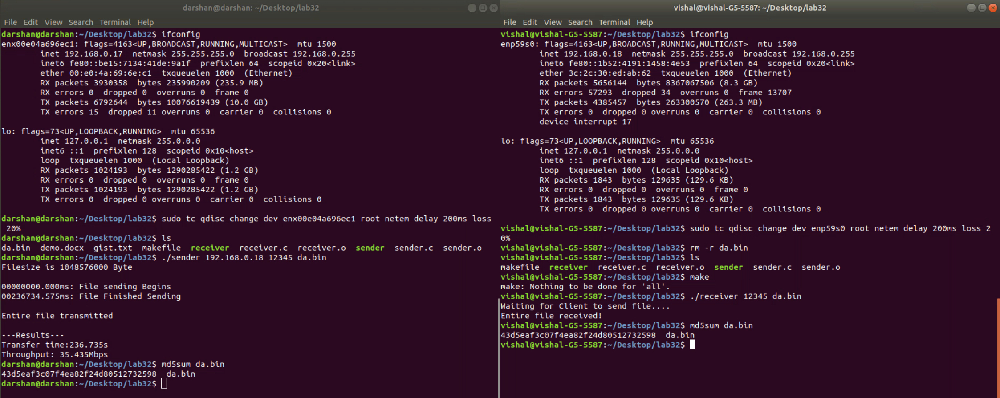 darshan@darshan: ~/Desktop/lab32
File Edit View Search Terminal Help
darshan@darshan:~/Desktop/lab32$ ifconfig
enx00e04a696ec1: flags=4163<UP,BROADCAST,RUNNING,MULTICAST>  mtu 1500
        inet 192.168.0.17  netmask 255.255.255.0  broadcast 192.168.0.255
        inet6 fe80::be15:7134:41de:9a1f  prefixlen 64  scopeid 0x20<link>
        ether 00:e0:4a:69:6e:c1  txqueuelen 1000  (Ethernet)
        RX packets 3930358  bytes 235990209 (235.9 MB)
        RX errors 0  dropped 0  overruns 0  frame 0
        TX packets 6792644  bytes 10076619439 (10.0 GB)
        TX errors 15  dropped 11 overruns 0  carrier 0  collisions 0
lo: flags=73<UP,LOOPBACK,RUNNING>  mtu 65536
        inet 127.0.0.1  netmask 255.0.0.0
        inet6 ::1  prefixlen 128  scopeid 0x10<host>
        loop  txqueuelen 1000  (Local Loopback)
        RX packets 1024193  bytes 1290285422 (1.2 GB)
        RX errors 0  dropped 0  overruns 0  frame 0
        TX packets 1024193  bytes 1290285422 (1.2 GB)
        TX errors 0  dropped 0 overruns 0  carrier 0  collisions 0
darshan@darshan:~/Desktop/lab32$ sudo tc qdisc change dev enx00e04a696ec1 root netem delay 200ms loss
 20%
darshan@darshan:~/Desktop/lab32$ ls
da.bin  demo.docx  gist.txt  makefile  receiver  receiver.c  receiver.o  sender  sender.c  sender.o
darshan@darshan:~/Desktop/lab32$ ./sender 192.168.0.18 12345 da.bin
Filesize is 1048576000 Byte
00000000.000ms: File sending Begins
00236734.575ms: File Finished Sending
Entire file transmitted
---Results---
Transfer time:236.735s
Throughput: 35.435Mbps
darshan@darshan:~/Desktop/lab32$ md5sum da.bin
43d5eaf3c07f4ea82f24d80512732598  da.bin
darshan@darshan:~/Desktop/lab32$
vishal@vishal-G5-5587: ~/Desktop/lab32
File Edit View Search Terminal Help
vishal@vishal-G5-5587:~/Desktop/lab32$ ifconfig
enp59s0: flags=4163<UP,BROADCAST,RUNNING,MULTICAST>  mtu 1500
        inet 192.168.0.18  netmask 255.255.255.0  broadcast 192.168.0.255
        inet6 fe80::1b52:4191:1458:4e53  prefixlen 64  scopeid 0x20<link>
        ether 3c:2c:30:ed:ab:62  txqueuelen 1000  (Ethernet)
        RX packets 5656144  bytes 8367067506 (8.3 GB)
        RX errors 57293  dropped 34  overruns 0  frame 13707
        TX packets 4385457  bytes 263300570 (263.3 MB)
        TX errors 0  dropped 0 overruns 0  carrier 0  collisions 0
        device interrupt 17
lo: flags=73<UP,LOOPBACK,RUNNING>  mtu 65536
        inet 127.0.0.1  netmask 255.0.0.0
        inet6 ::1  prefixlen 128  scopeid 0x10<host>
        loop  txqueuelen 1000  (Local Loopback)
        RX packets 1843  bytes 129635 (129.6 KB)
        RX errors 0  dropped 0  overruns 0  frame 0
        TX packets 1843  bytes 129635 (129.6 KB)
        TX errors 0  dropped 0 overruns 0  carrier 0  collisions 0
vishal@vishal-G5-5587:~/Desktop/lab32$ sudo tc qdisc change dev enp59s0 root netem delay 200ms loss 2
0%
vishal@vishal-G5-5587:~/Desktop/lab32$ rm -r da.bin
vishal@vishal-G5-5587:~/Desktop/lab32$ ls
makefile  receiver  receiver.c  receiver.o  sender  sender.c  sender.o
vishal@vishal-G5-5587:~/Desktop/lab32$ make
make: Nothing to be done for 'all'.
vishal@vishal-G5-5587:~/Desktop/lab32$ ./receiver 12345 da.bin
Waiting for Client to send file....
Entire file received!
vishal@vishal-G5-5587:~/Desktop/lab32$ md5sum da.bin
43d5eaf3c07f4ea82f24d80512732598  da.bin
vishal@vishal-G5-5587:~/Desktop/lab32$